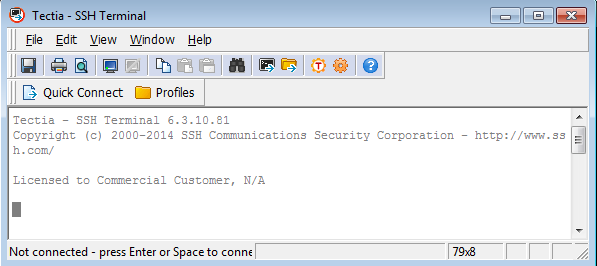 Tectia - SSH Terminal
File Edit View Window Help
Quick Connect Profiles
Tectia - SSH Terminal 6.3.10.81
Copyright (c) 2000-2014 SSH Communications Security Corporation - http://www.ss
h.com/
Licensed to Commercial Customer, N/A
Not connected - press Enter or Space to conne 79x8